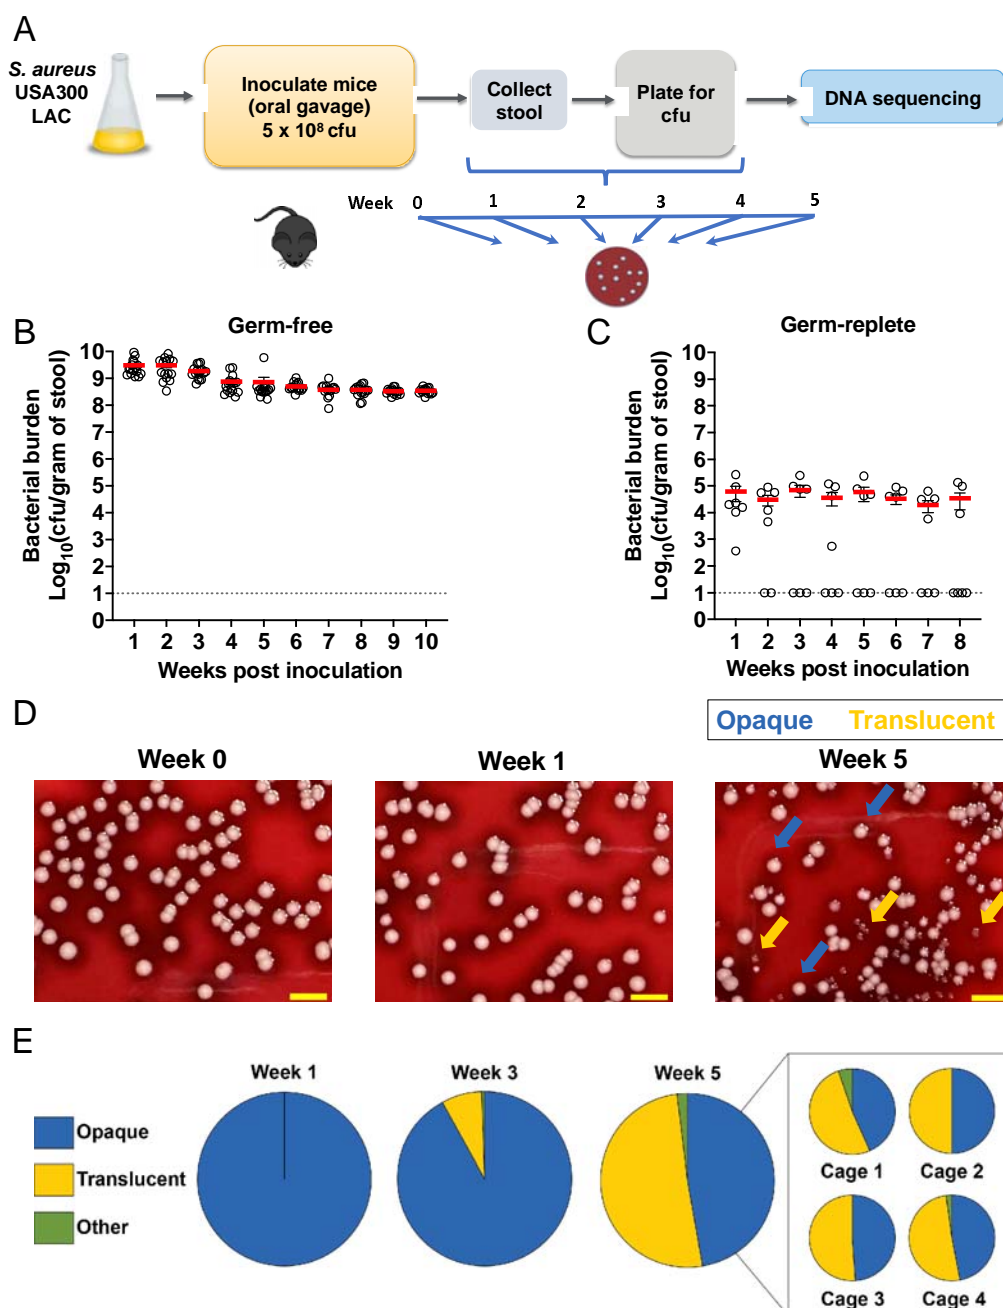 A
S. aureus
USA300
LAC
Inoculate mice
(oral gavage)
5 x 10⁸ cfu
Collect
stool
Plate for
cfu
DNA sequencing
Week 0 1 2 3 4 5
B
Germ-free
Bacterial burden
Log₁₀(cfu/gram of stool)
10
9
8
7
6
5
4
3
2
1
0
1 2 3 4 5 6 7 8 9 10
Weeks post inoculation
C
Germ-replete
Bacterial burden
Log₁₀(cfu/gram of stool)
10
9
8
7
6
5
4
3
2
1
0
1 2 3 4 5 6 7 8
Weeks post inoculation
D
Opaque Translucent
Week 0
Week 1
Week 5
E
Opaque
Translucent
Other
Week 1
Week 3
Week 5
Cage 1
Cage 2
Cage 3
Cage 4